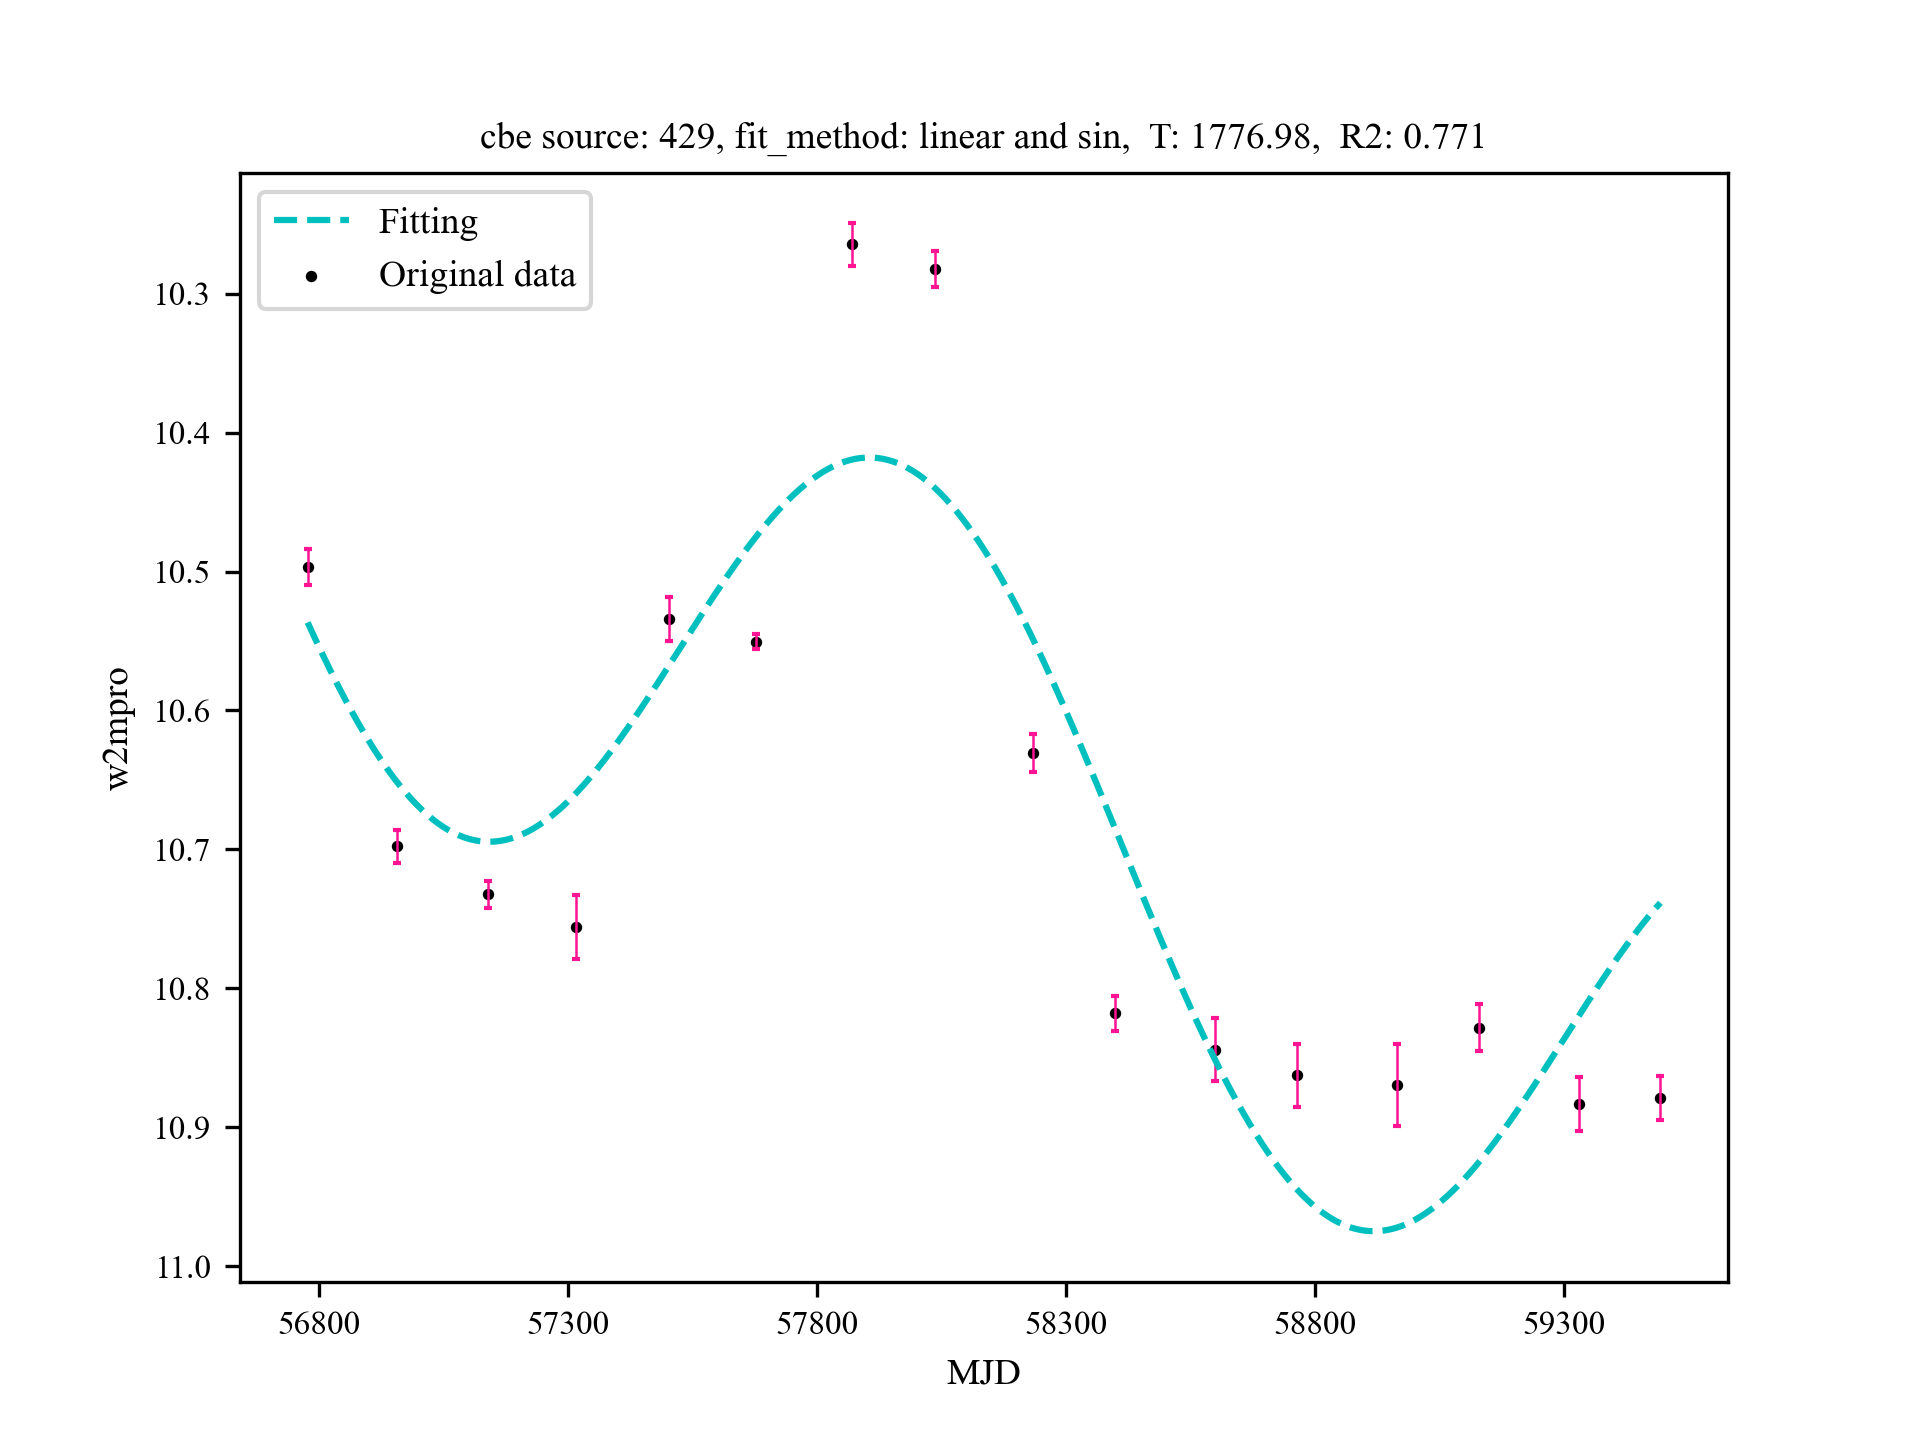 cbe source: 429, fit_method: linear and sin,  T: 1776.98,  R2: 0.771
Fitting
Original data
10.3
10.4
10.5
10.6
10.7
10.8
10.9
11.0
w2mpro
56800 57300 57800 58300 58800 59300
MJD